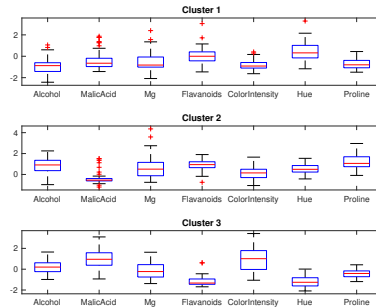 Cluster 1
2
0
-2
Alcohol MalicAcid Mg Flavanoids ColorIntensity Hue Proline
Cluster 2
4
2
0
Alcohol MalicAcid Mg Flavanoids ColorIntensity Hue Proline
Cluster 3
2
0
-2
Alcohol MalicAcid Mg Flavanoids ColorIntensity Hue Proline